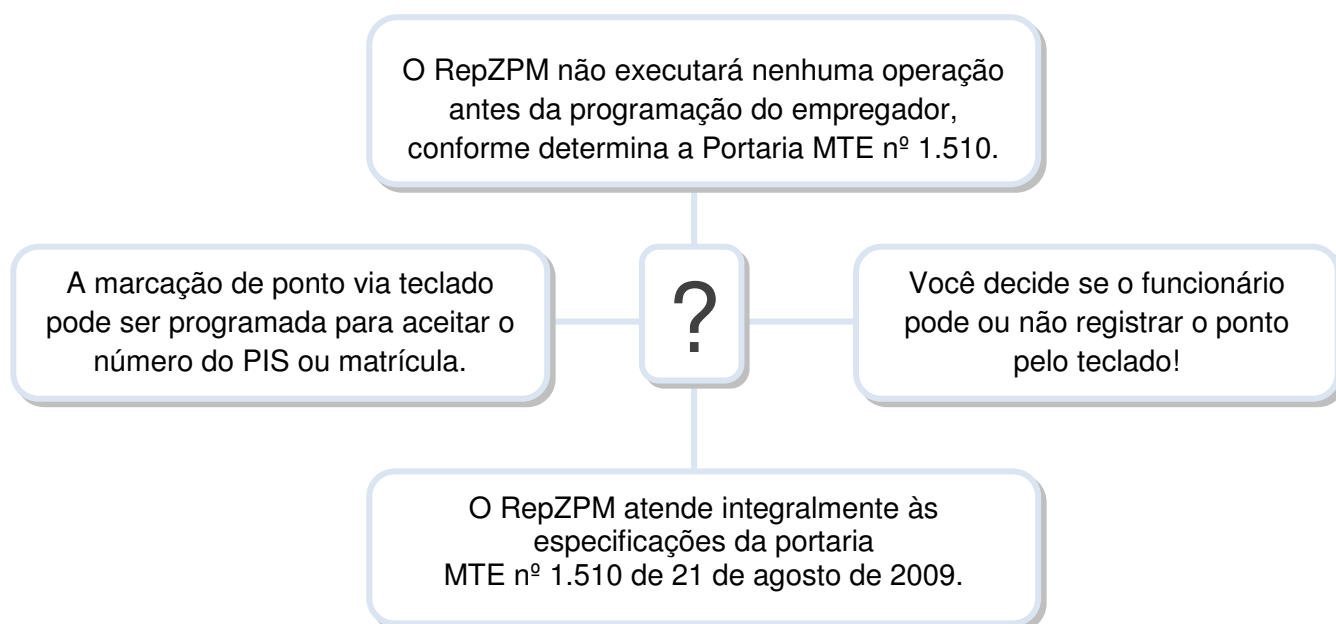 O RepZPM não executará nenhuma operação
antes da programação do empregador,
conforme determina a Portaria MTE nº 1.510.
A marcação de ponto via teclado
pode ser programada para aceitar o
número do PIS ou matrícula.
?
Você decide se o funcionário
pode ou não registrar o ponto
pelo teclado!
O RepZPM atende integralmente às
especificações da portaria
MTE nº 1.510 de 21 de agosto de 2009.